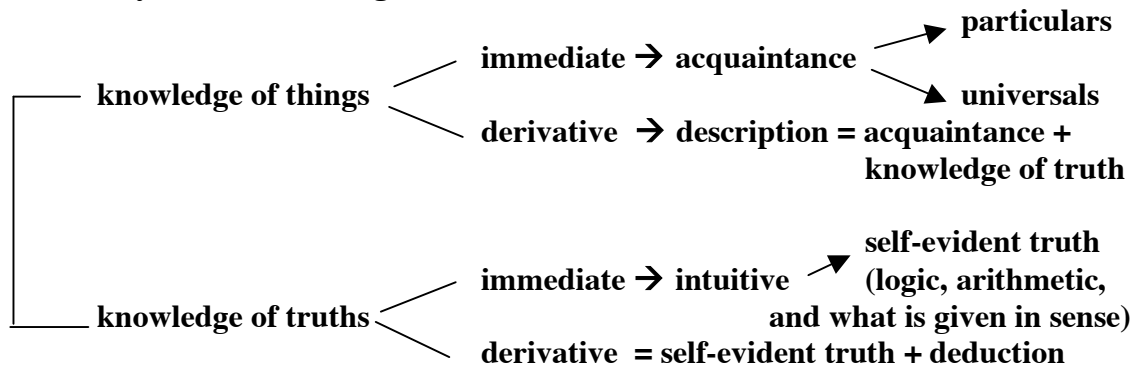 particulars
immediate → acquaintance
knowledge of things
universals
derivative → description = acquaintance +
knowledge of truth
self-evident truth
immediate → intuitive (logic, arithmetic,
knowledge of truths and what is given in sense)
derivative = self-evident truth + deduction